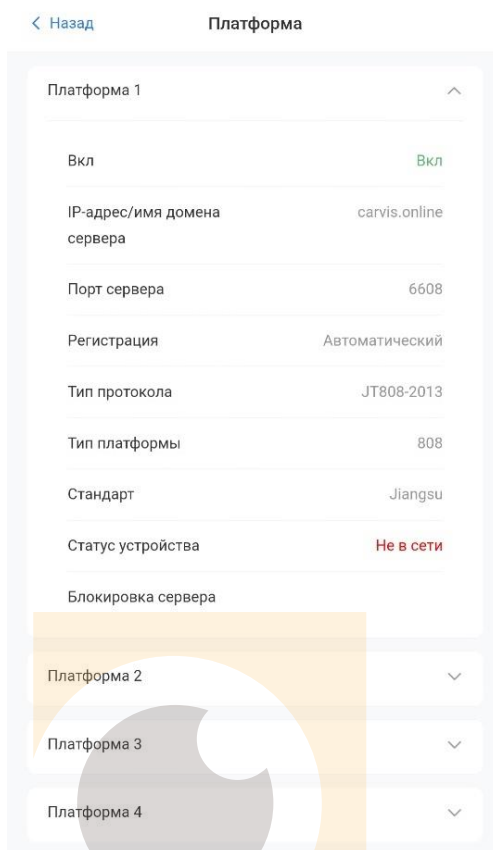 Назад
Платформа
Платформа 1
Вкл Вкл
IP-адрес/имя домена carvis.online
сервера
Порт сервера 6608
Регистрация Автоматический
Тип протокола JT808-2013
Тип платформы 808
Стандарт Jiangsu
Статус устройства Не в сети
Блокировка сервера
Платформа 2
Платформа 3
Платформа 4